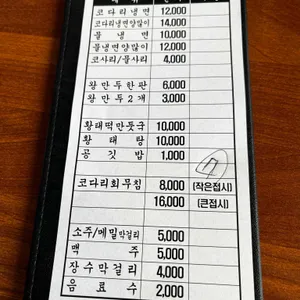 코다리냉면 12,000
코다리냉면양많이 14,000
물냉면 10,000
물냉면양많이 12,000
코사리/물사리 4,000
왕만두한판 6,000
왕만두2개 3,000
황태떡만둣국 10,000
황태탕 10,000
공깃밥 1,000
코다리회무침 8,000 (작은접시)
16,000 (큰접시)
소주/메밀막걸리 5,000
맥주 5,000
장수막걸리 4,000
음료수 2,000